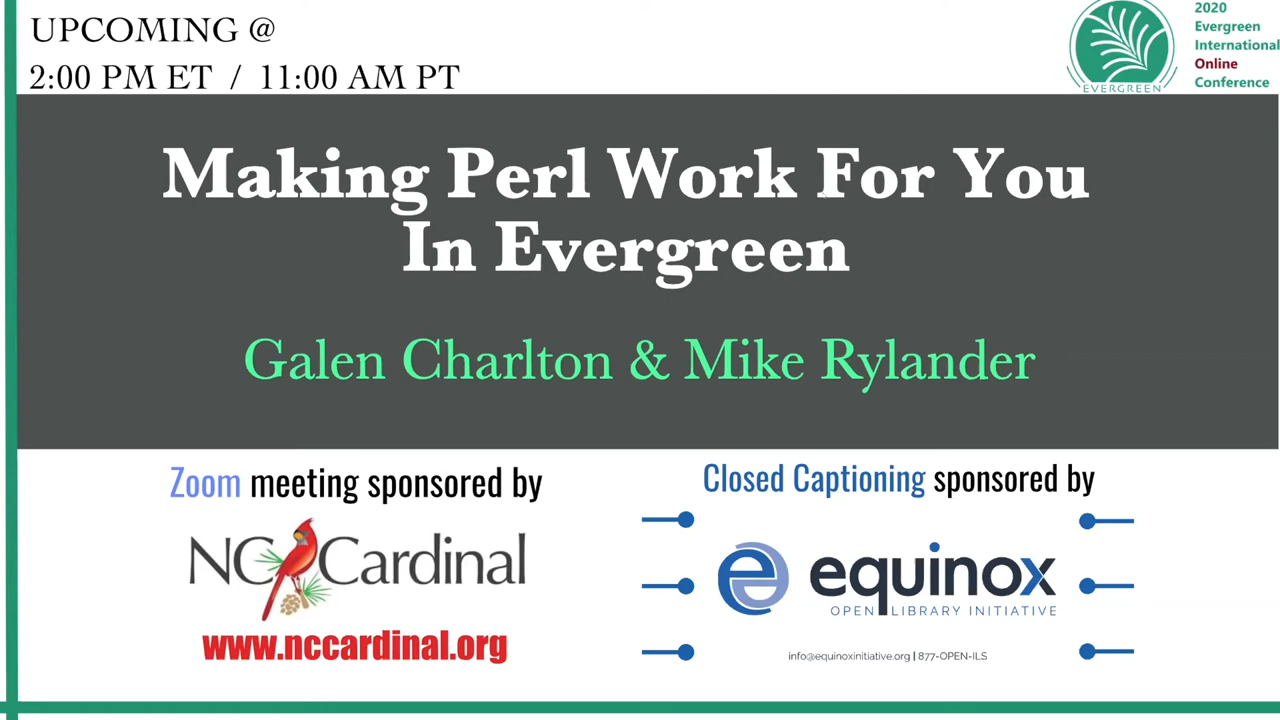 UPCOMING @
2:00 PM ET / 11:00 AM PT
EVERGREEN
2020
Evergreen
International
Online
Conference
Making Perl Work For You
In Evergreen
Galen Charlton & Mike Rylander
Zoom meeting sponsored by
NC Cardinal
www.nccardinal.org
Closed Captioning sponsored by
equinox
OPEN LIBRARY INITIATIVE
info@equinoxinitiative.org | 877-OPEN-ILS